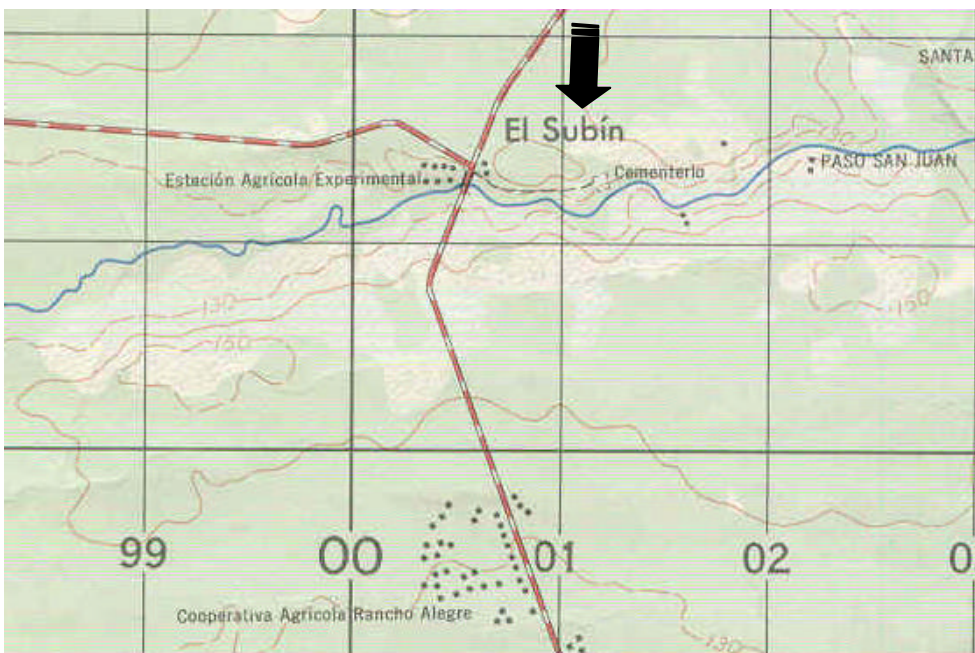 SANTA
El Subín
PASO SAN JUAN
Cementerio
Estación Agrícola Experimental
130
150
150
99
00
01
02
0
Cooperativa Agrícola Rancho Alegre
130